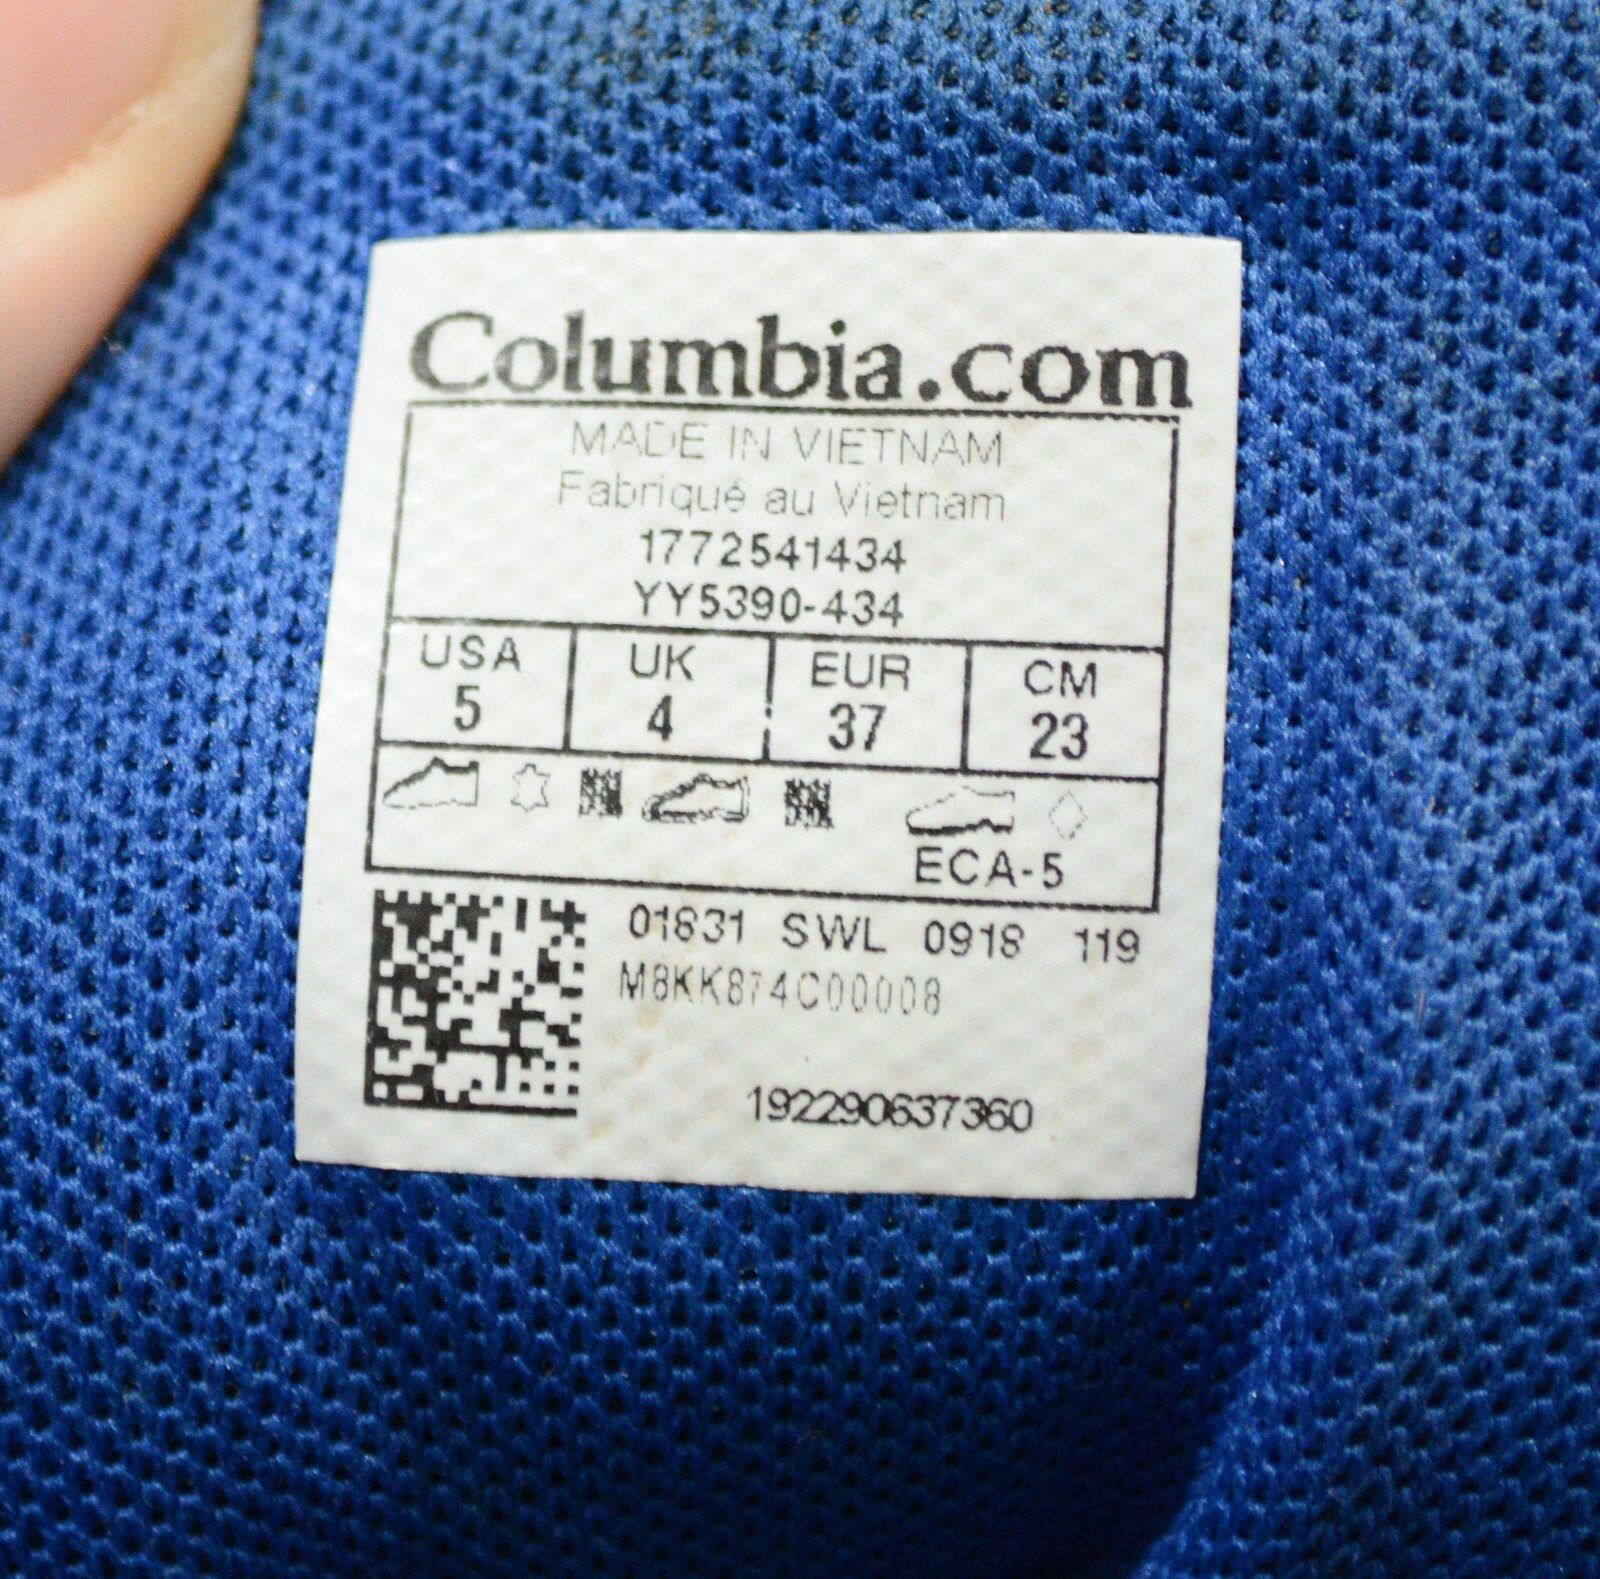 Columbia.com
MADE IN VIETNAM
Fabriqué au Vietnam
1772541434
YY5390-434
USA UK EUR CM
5 4 37 23
ECA-5
01831 SWL 0918 119
M8KK874C00008
192290637360